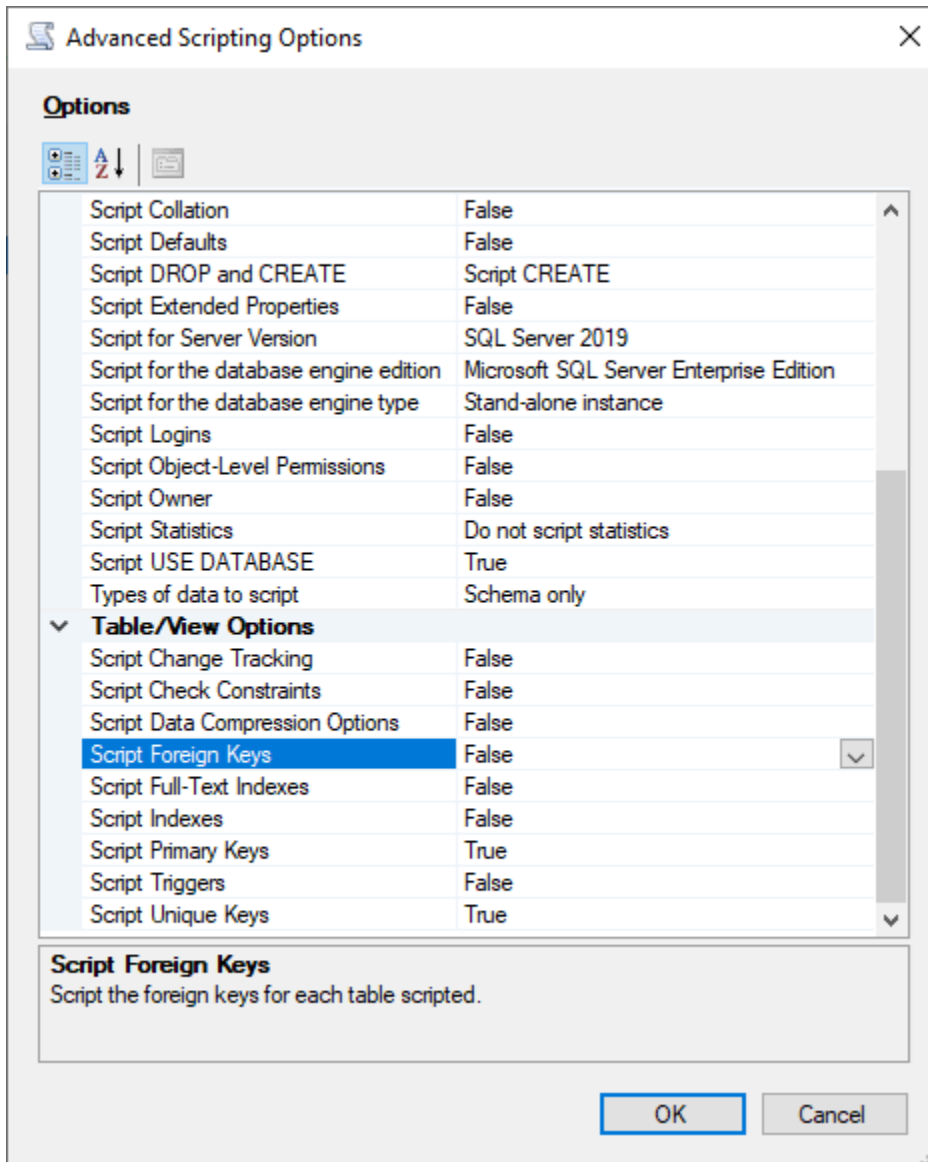 Advanced Scripting Options
Options
Script Collation False
Script Defaults False
Script DROP and CREATE Script CREATE
Script Extended Properties False
Script for Server Version SQL Server 2019
Script for the database engine edition Microsoft SQL Server Enterprise Edition
Script for the database engine type Stand-alone instance
Script Logins False
Script Object-Level Permissions False
Script Owner False
Script Statistics Do not script statistics
Script USE DATABASE True
Types of data to script Schema only
Table/View Options
Script Change Tracking False
Script Check Constraints False
Script Data Compression Options False
Script Foreign Keys False
Script Full-Text Indexes False
Script Indexes False
Script Primary Keys True
Script Triggers False
Script Unique Keys True
Script Foreign Keys
Script the foreign keys for each table scripted.
OK Cancel